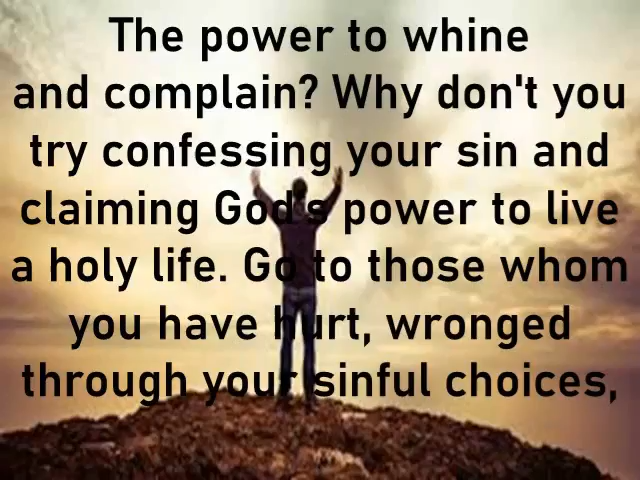 The power to whine
and complain? Why don't you
try confessing your sin and
claiming God's power to live
a holy life. Go to those whom
you have hurt, wronged
through your sinful choices,